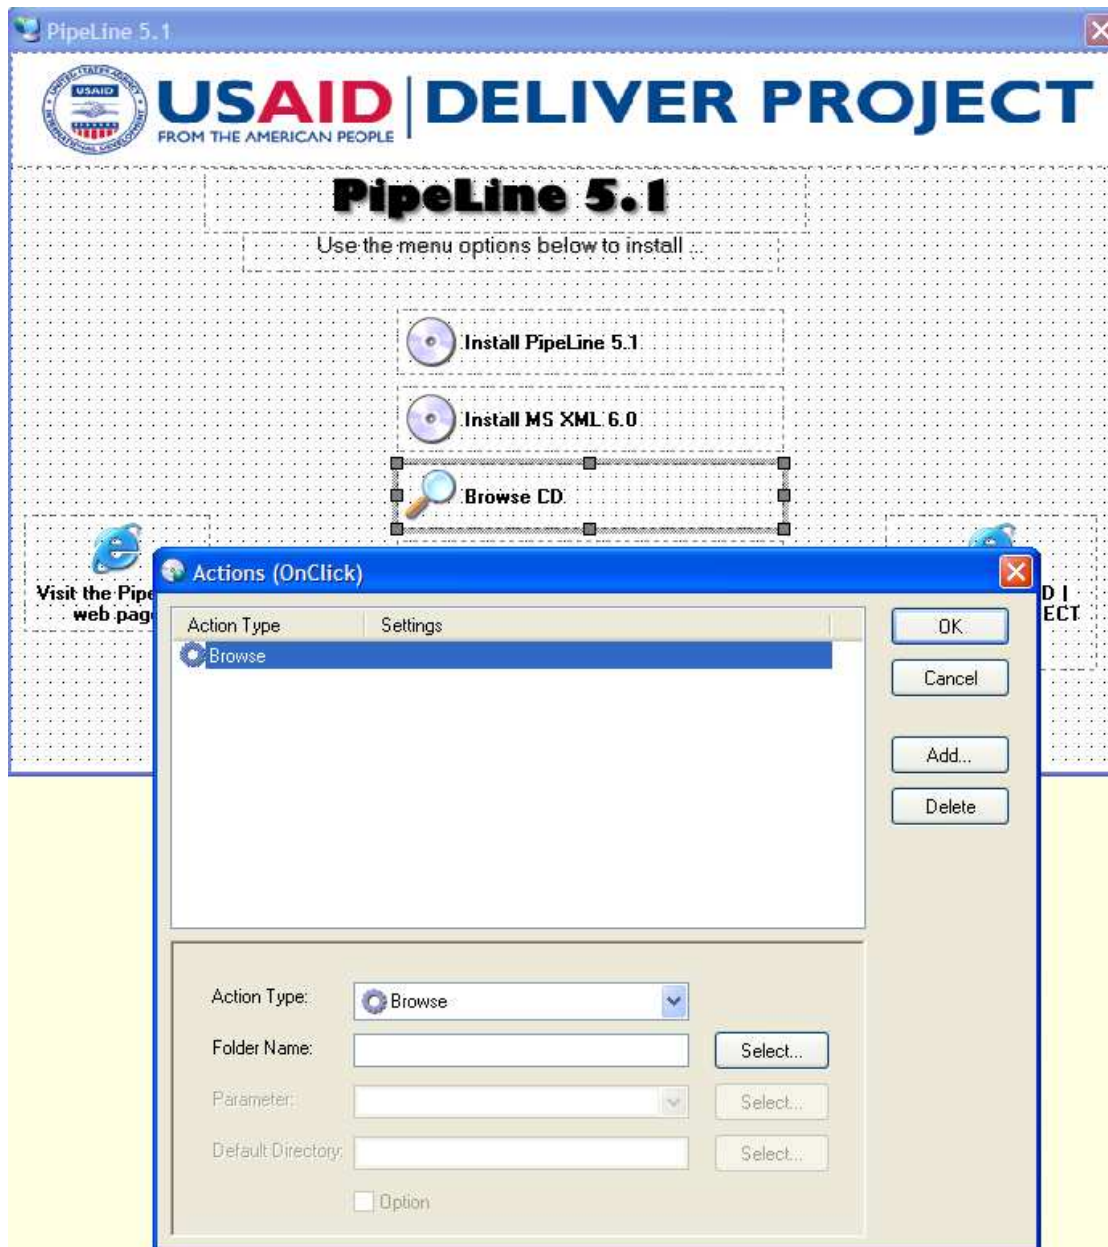 PipeLine 5.1
USAID
USAID | DELIVER PROJECT
FROM THE AMERICAN PEOPLE
PipeLine 5.1
Use the menu options below to install ...
Install PipeLine 5.1
Install MS XML 6.0
Browse CD
Visit the Pipe
web pag
D |
ECT
Actions (OnClick)
Action Type Settings
Browse
OK
Cancel
Add...
Delete
Action Type: Browse
Folder Name: Select...
Parameter: Select...
Default Directory: Select...
Option